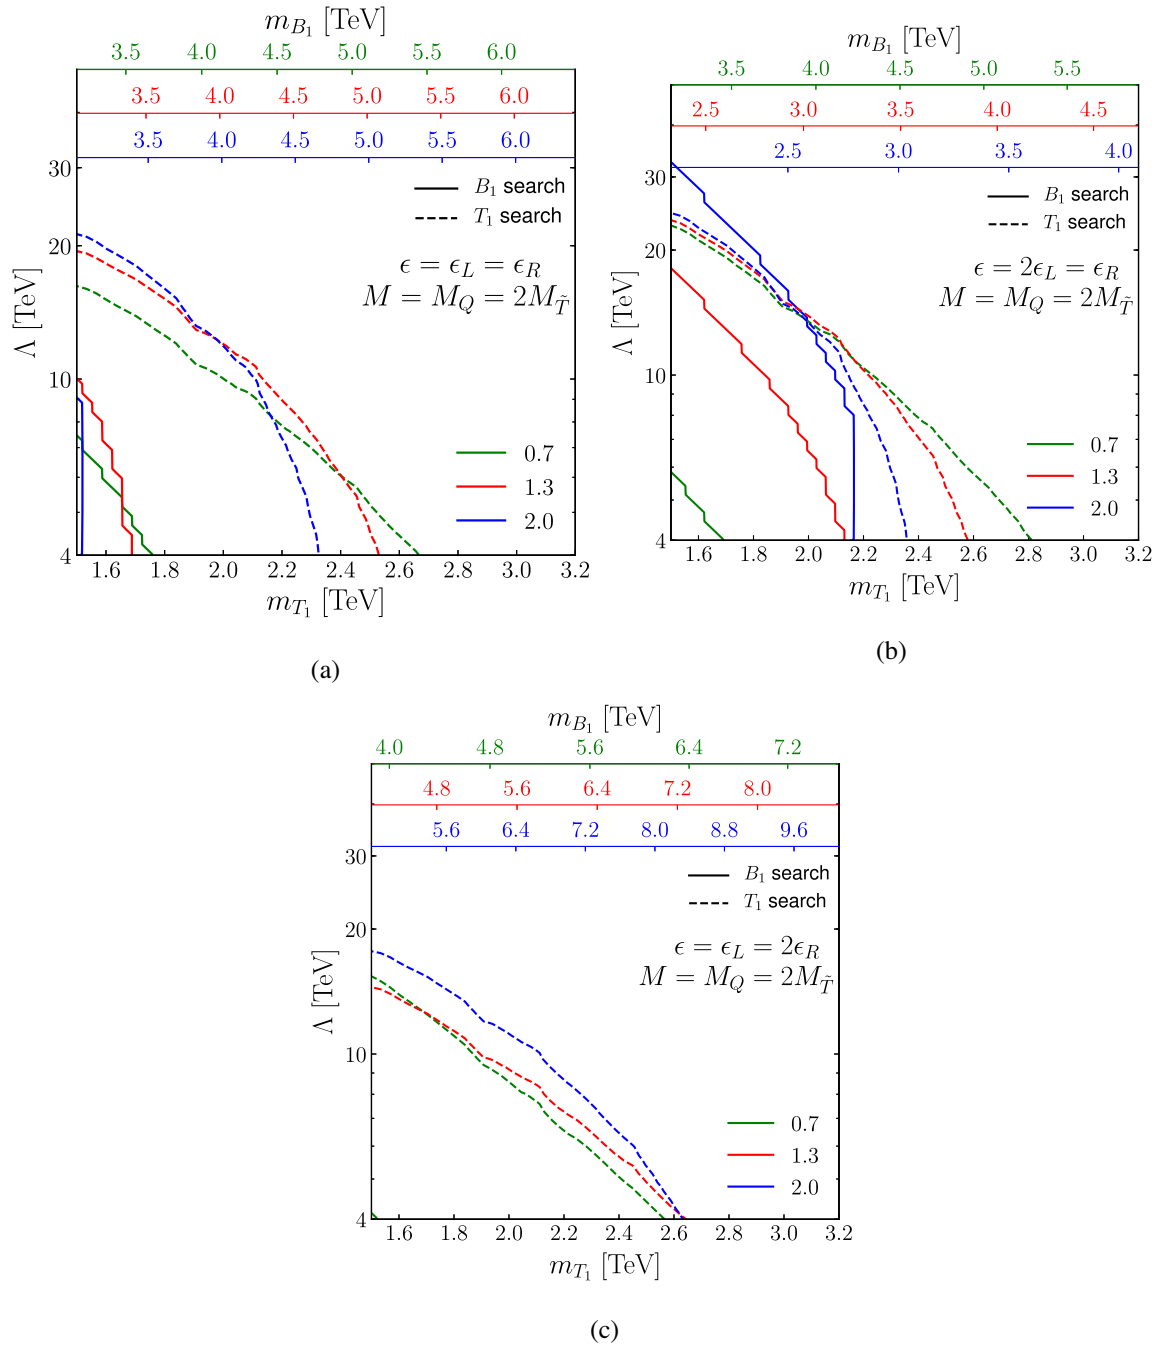 m_{B_1} [TeV]
3.5 4.0 4.5 5.0 5.5 6.0
3.5 4.0 4.5 5.0 5.5 6.0
3.5 4.0 4.5 5.0 5.5 6.0
30
20
10
4
Λ [TeV]
B_1 search
T_1 search
ϵ = ϵ_L = ϵ_R
M = M_Q = 2M_{T̃}
0.7
1.3
2.0
1.6 1.8 2.0 2.2 2.4 2.6 2.8 3.0 3.2
m_{T_1} [TeV]
(a)
m_{B_1} [TeV]
3.5 4.0 4.5 5.0 5.5
2.5 3.0 3.5 4.0 4.5
2.5 3.0 3.5 4.0
30
20
10
4
Λ [TeV]
B_1 search
T_1 search
ϵ = 2ϵ_L = ϵ_R
M = M_Q = 2M_{T̃}
0.7
1.3
2.0
1.6 1.8 2.0 2.2 2.4 2.6 2.8 3.0 3.2
m_{T_1} [TeV]
(b)
m_{B_1} [TeV]
4.0 4.8 5.6 6.4 7.2
4.8 5.6 6.4 7.2 8.0
5.6 6.4 7.2 8.0 8.8 9.6
30
20
10
4
Λ [TeV]
B_1 search
T_1 search
ϵ = ϵ_L = 2ϵ_R
M = M_Q = 2M_{T̃}
0.7
1.3
2.0
1.6 1.8 2.0 2.2 2.4 2.6 2.8 3.0 3.2
m_{T_1} [TeV]
(c)